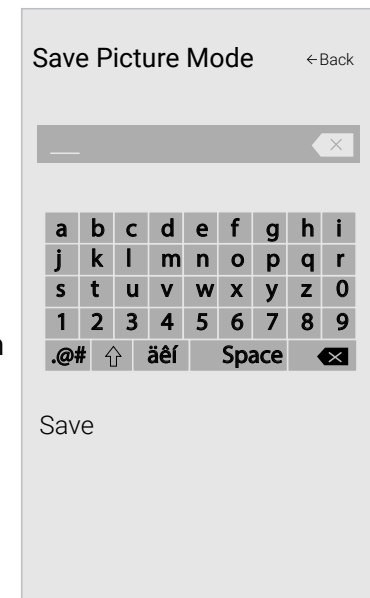 Save Picture Mode ←Back
a b c d e f g h i
j k l m n o p q r
s t u v w x y z 0
1 2 3 4 5 6 7 8 9
.@# äêí Space
Save